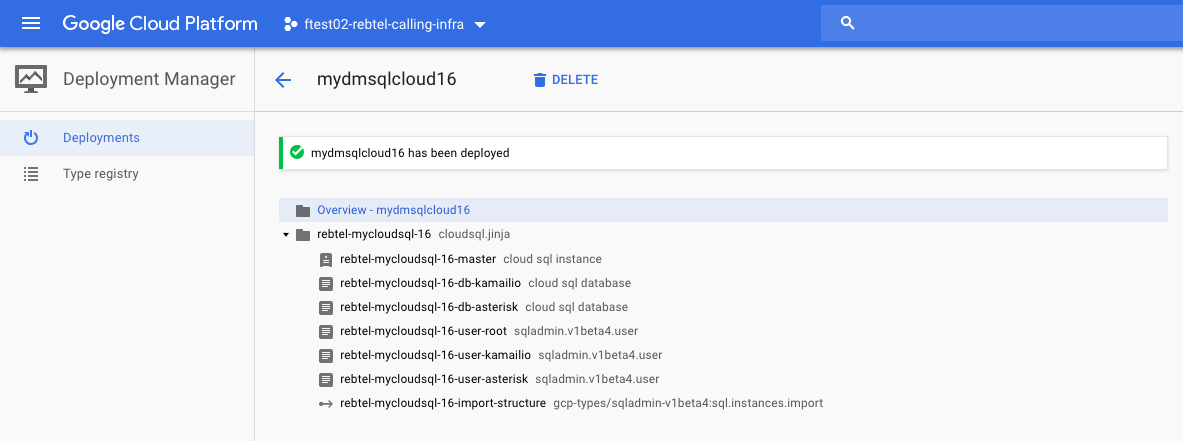 Google Cloud Platform ftest02-rebtel-calling-infra
Deployment Manager
mydmsqlcloud16 DELETE
Deployments
Type registry
mydmsqlcloud16 has been deployed
Overview - mydmsqlcloud16
rebtel-mycloudsql-16 cloudsql.jinja
rebtel-mycloudsql-16-master cloud sql instance
rebtel-mycloudsql-16-db-kamailio cloud sql database
rebtel-mycloudsql-16-db-asterisk cloud sql database
rebtel-mycloudsql-16-user-root sqladmin.v1beta4.user
rebtel-mycloudsql-16-user-kamailio sqladmin.v1beta4.user
rebtel-mycloudsql-16-user-asterisk sqladmin.v1beta4.user
rebtel-mycloudsql-16-import-structure gcp-types/sqladmin-v1beta4:sql.instances.import